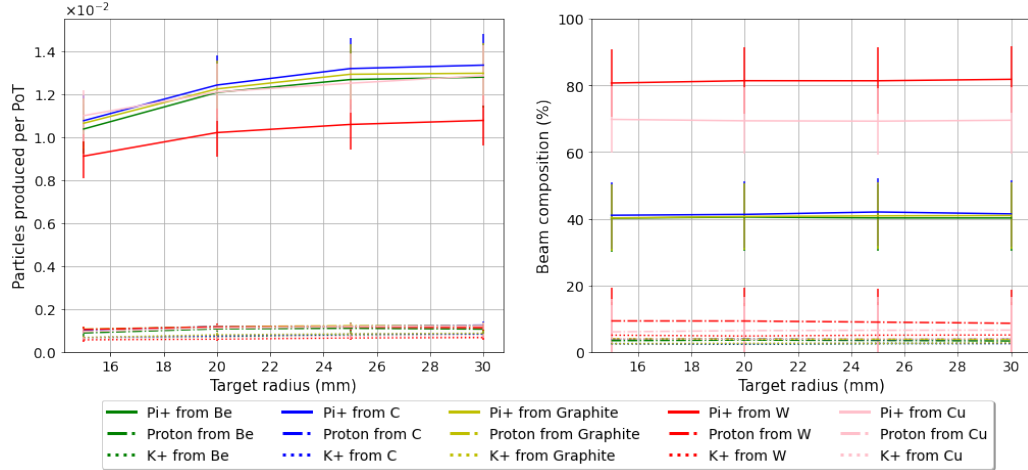 ×10⁻²
1.4
1.2
1.0
0.8
0.6
0.4
0.2
0.0
Particles produced per PoT
16 18 20 22 24 26 28 30
Target radius (mm)
100
80
60
40
20
0
Beam composition (%)
16 18 20 22 24 26 28 30
Target radius (mm)
Pi+ from Be Pi+ from C Pi+ from Graphite Pi+ from W Pi+ from Cu
Proton from Be Proton from C Proton from Graphite Proton from W Proton from Cu
K+ from Be K+ from C K+ from Graphite K+ from W K+ from Cu